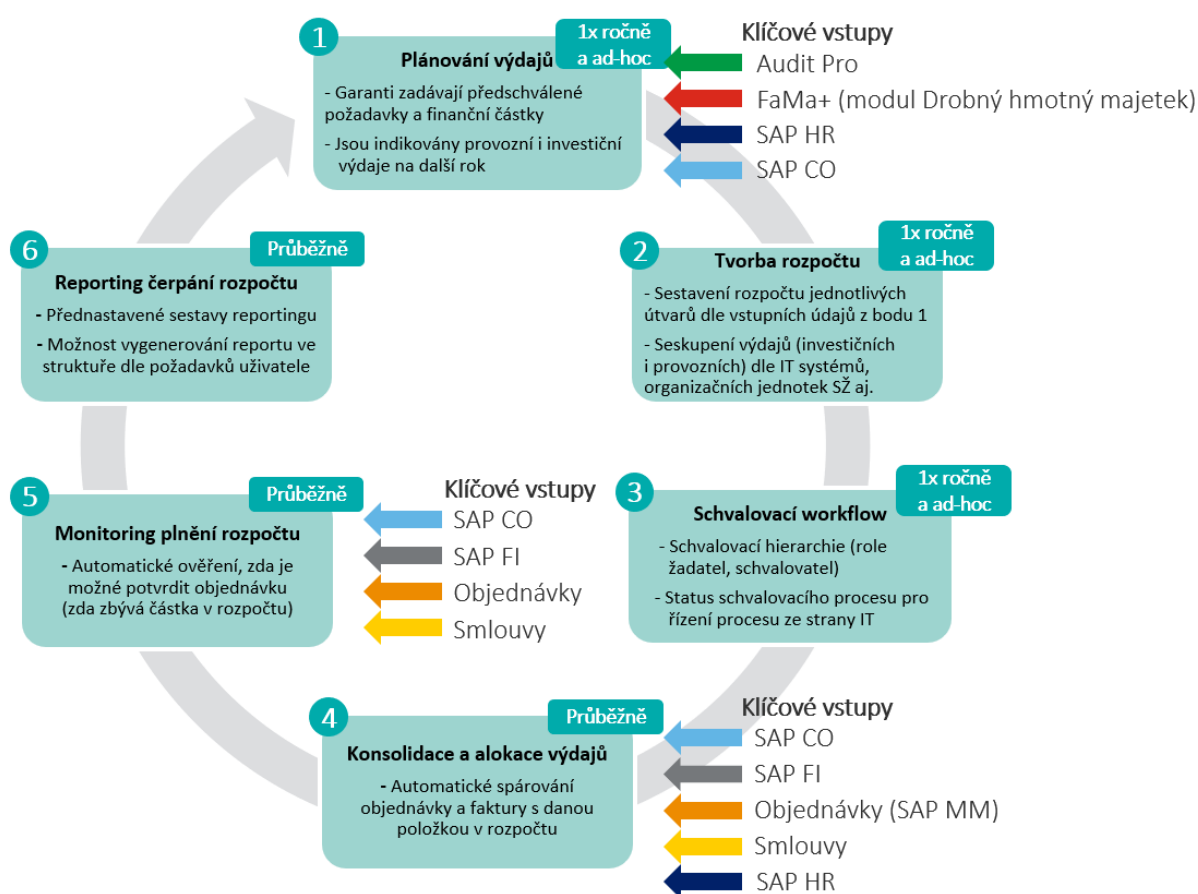 1
1x ročně
a ad-hoc
Plánování výdajů
- Garanti zadávají předschválené
požadavky a finanční částky
- Jsou indikovány provozní i investiční
výdaje na další rok
Klíčové vstupy
Audit Pro
FaMa+ (modul Drobný hmotný majetek)
SAP HR
SAP CO
2
1x ročně
a ad-hoc
Tvorba rozpočtu
- Sestavení rozpočtu jednotlivých
útvarů dle vstupních údajů z bodu 1
- Seskupení výdajů (investičních
i provozních) dle IT systémů,
organizačních jednotek SŽ aj.
3
1x ročně
a ad-hoc
Schvalovací workflow
- Schvalovací hierarchie (role
žadatel, schvalovatel)
- Status schvalovacího procesu pro
řízení procesu ze strany IT
4
Průběžně
Konsolidace a alokace výdajů
- Automatické spárování
objednávky a faktury s danou
položkou v rozpočtu
Klíčové vstupy
SAP CO
SAP FI
Objednávky (SAP MM)
Smlouvy
SAP HR
5
Průběžně
Monitoring plnění rozpočtu
- Automatické ověření, zda je
možné potvrdit objednávku
(zda zbývá částka v rozpočtu)
Klíčové vstupy
SAP CO
SAP FI
Objednávky
Smlouvy
6
Průběžně
Reporting čerpání rozpočtu
- Přednastavené sestavy reportingu
- Možnost vygenerování reportu ve
struktuře dle požadavků uživatele